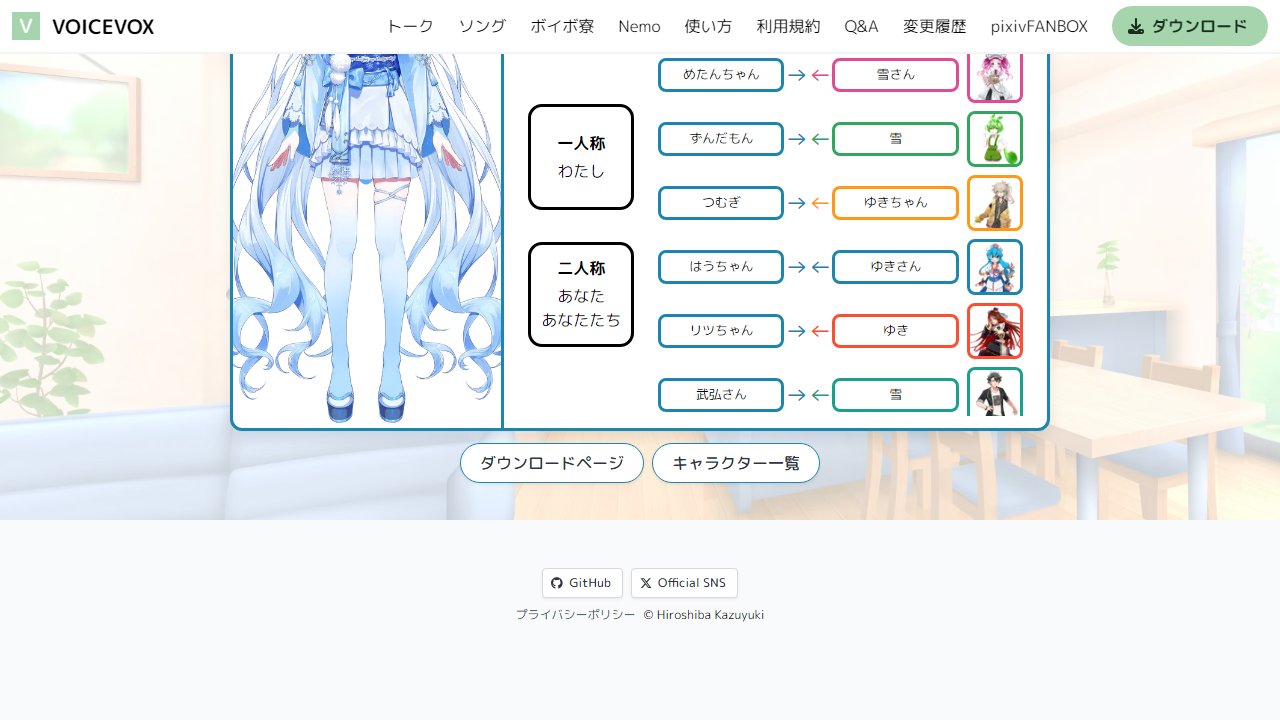 V VOICEVOX トーク ソング ボイボ寮 Nemo 使い方 利用規約 Q&A 変更履歴 pixivFANBOX ダウンロード
一人称
わたし
二人称
あなた
あなたたち
めたんちゃん → ← 雪さん
ずんだもん → ← 雪
つむぎ → ← ゆきちゃん
はうちゃん → ← ゆきさん
リツちゃん → ← ゆき
武弘さん → ← 雪
ダウンロードページ キャラクター一覧
GitHub Official SNS
プライバシーポリシー © Hiroshiba Kazuyuki